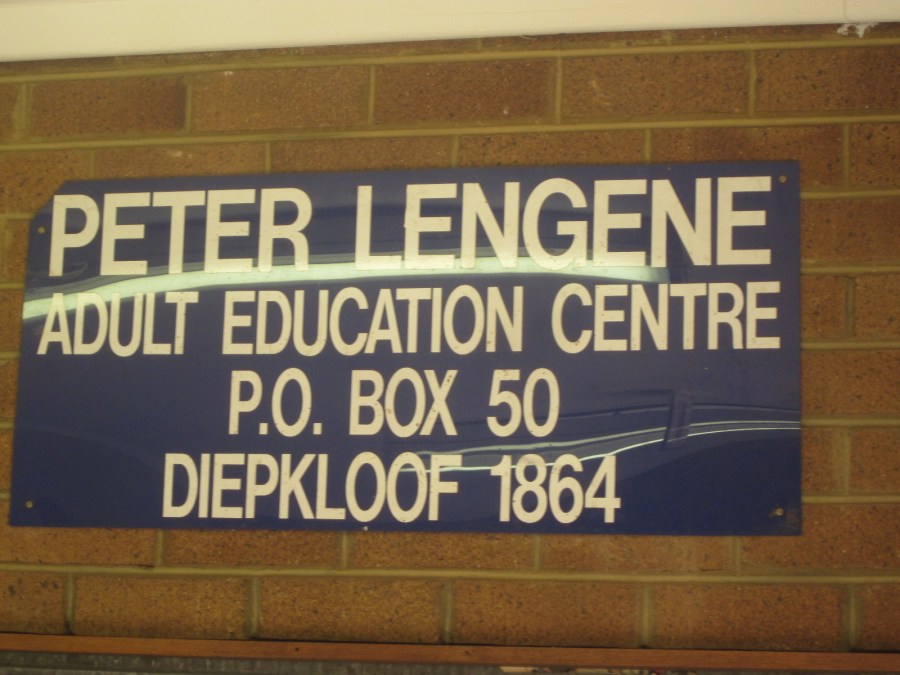 PETER LENGENE
ADULT EDUCATION CENTRE
P.O. BOX 50
DIEPKLOOF 1864